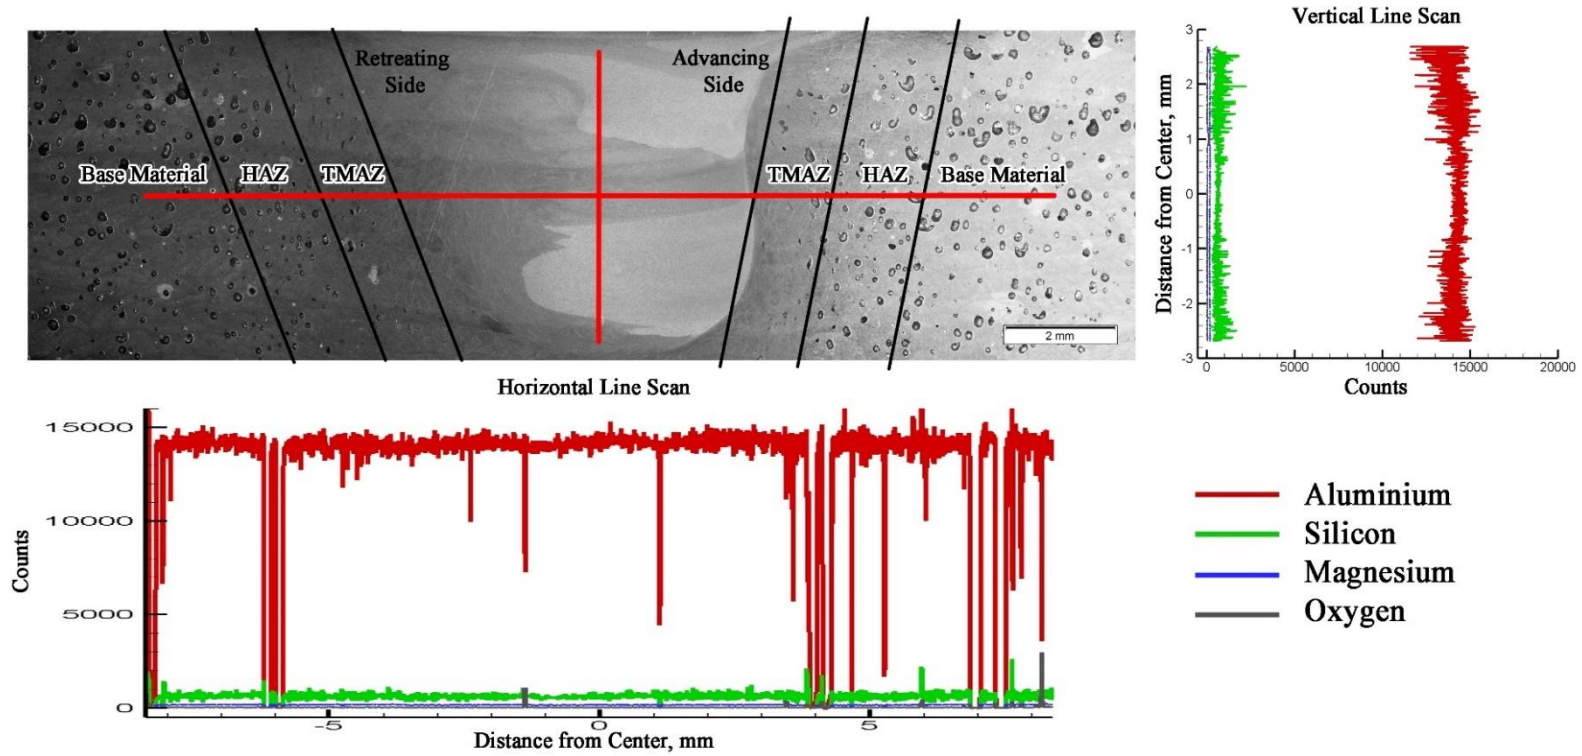 Vertical Line Scan
Retreating
Side
Advancing
Side
Base Material
HAZ
TMAZ
TMAZ
HAZ
Base Material
2 mm
Distance from Center, mm
3
2
1
0
-1
-2
-3
0
5000
10000
15000
20000
Counts
Horizontal Line Scan
Counts
15000
10000
5000
0
-5
0
5
Distance from Center, mm
Aluminium
Silicon
Magnesium
Oxygen